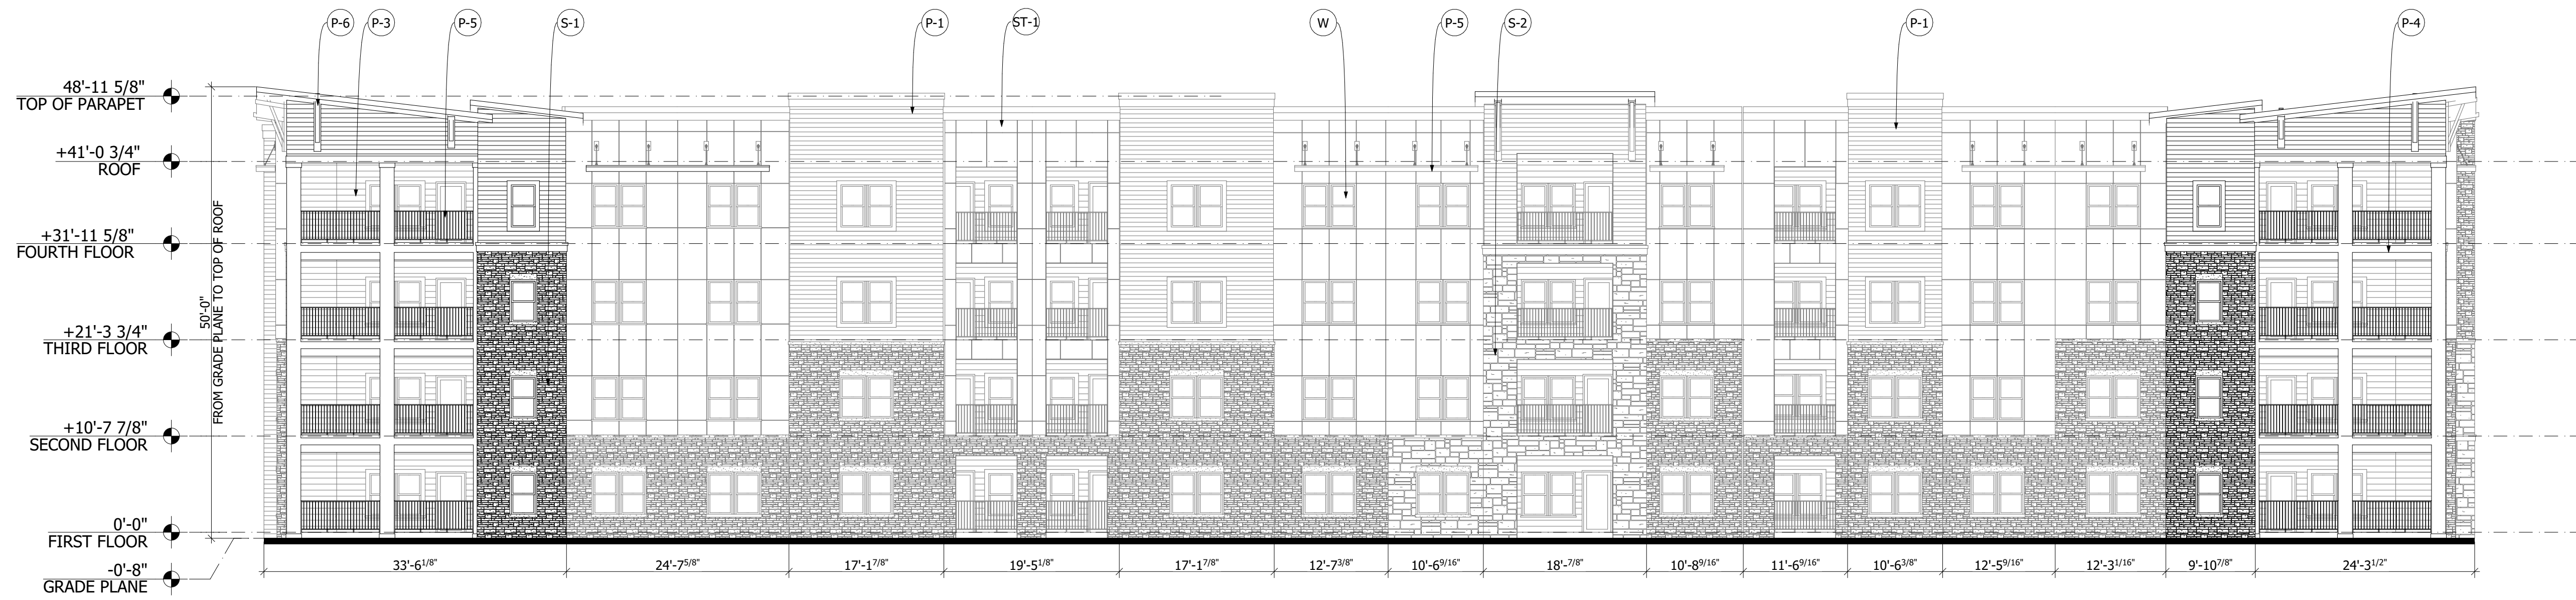 P-6
P-3
P-5
S-1
P-1
ST-1
W
P-5
S-2
P-1
P-4
48'-11 5/8"
TOP OF PARAPET
+41'-0 3/4"
ROOF
+31'-11 5/8"
FOURTH FLOOR
+21'-3 3/4"
THIRD FLOOR
+10'-7 7/8"
SECOND FLOOR
0'-0"
FIRST FLOOR
-0'-8"
GRADE PLANE
50'-0"
FROM GRADE PLANE TO TOP OF ROOF
33'-6 1/8"
24'-7 5/8"
17'-1 7/8"
19'-5 1/8"
17'-1 7/8"
12'-7 3/8"
10'-6 9/16"
18'-7/8"
10'-8 9/16"
11'-6 9/16"
10'-6 3/8"
12'-5 9/16"
12'-3 1/16"
9'-10 7/8"
24'-3 1/2"